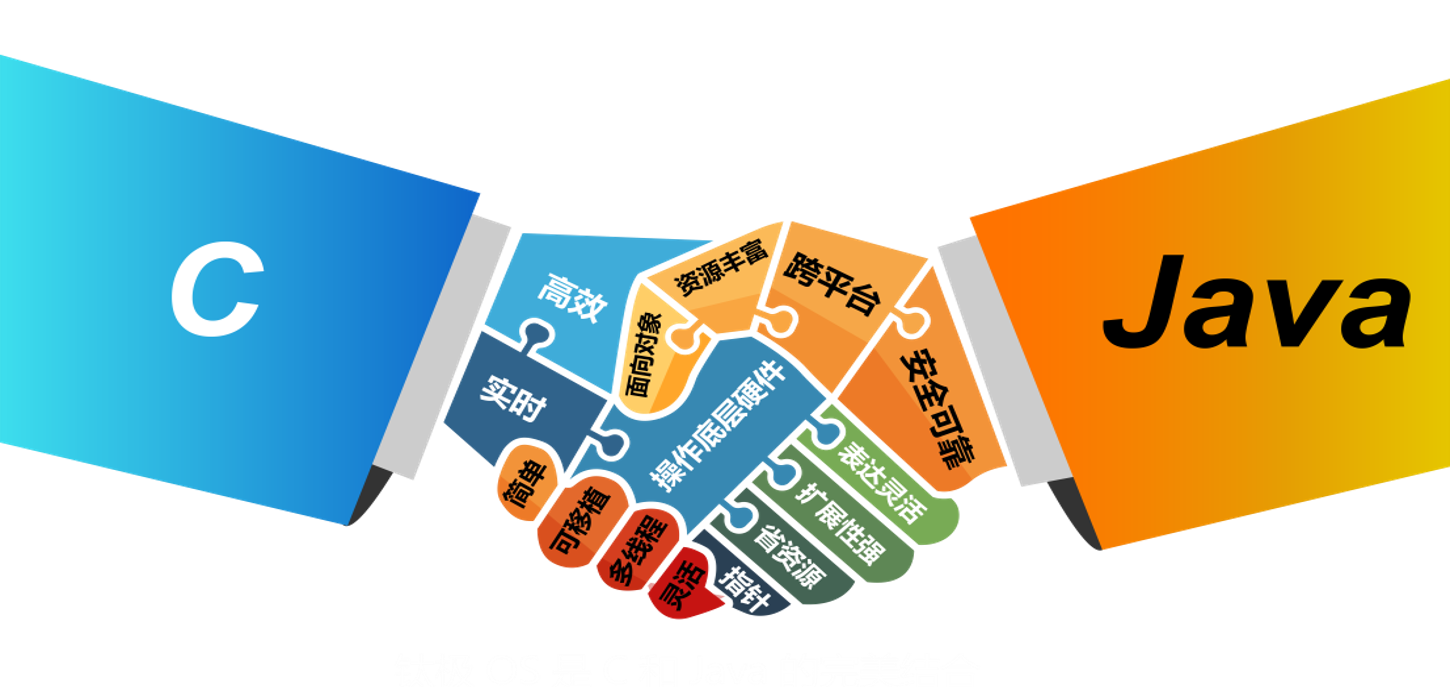 C
Java
高效
实时
资源丰富
面向对象
跨平台
安全可靠
操作底层硬件
简单
可移植
多线程
灵活
表达灵活
扩展性强
省资源
指针